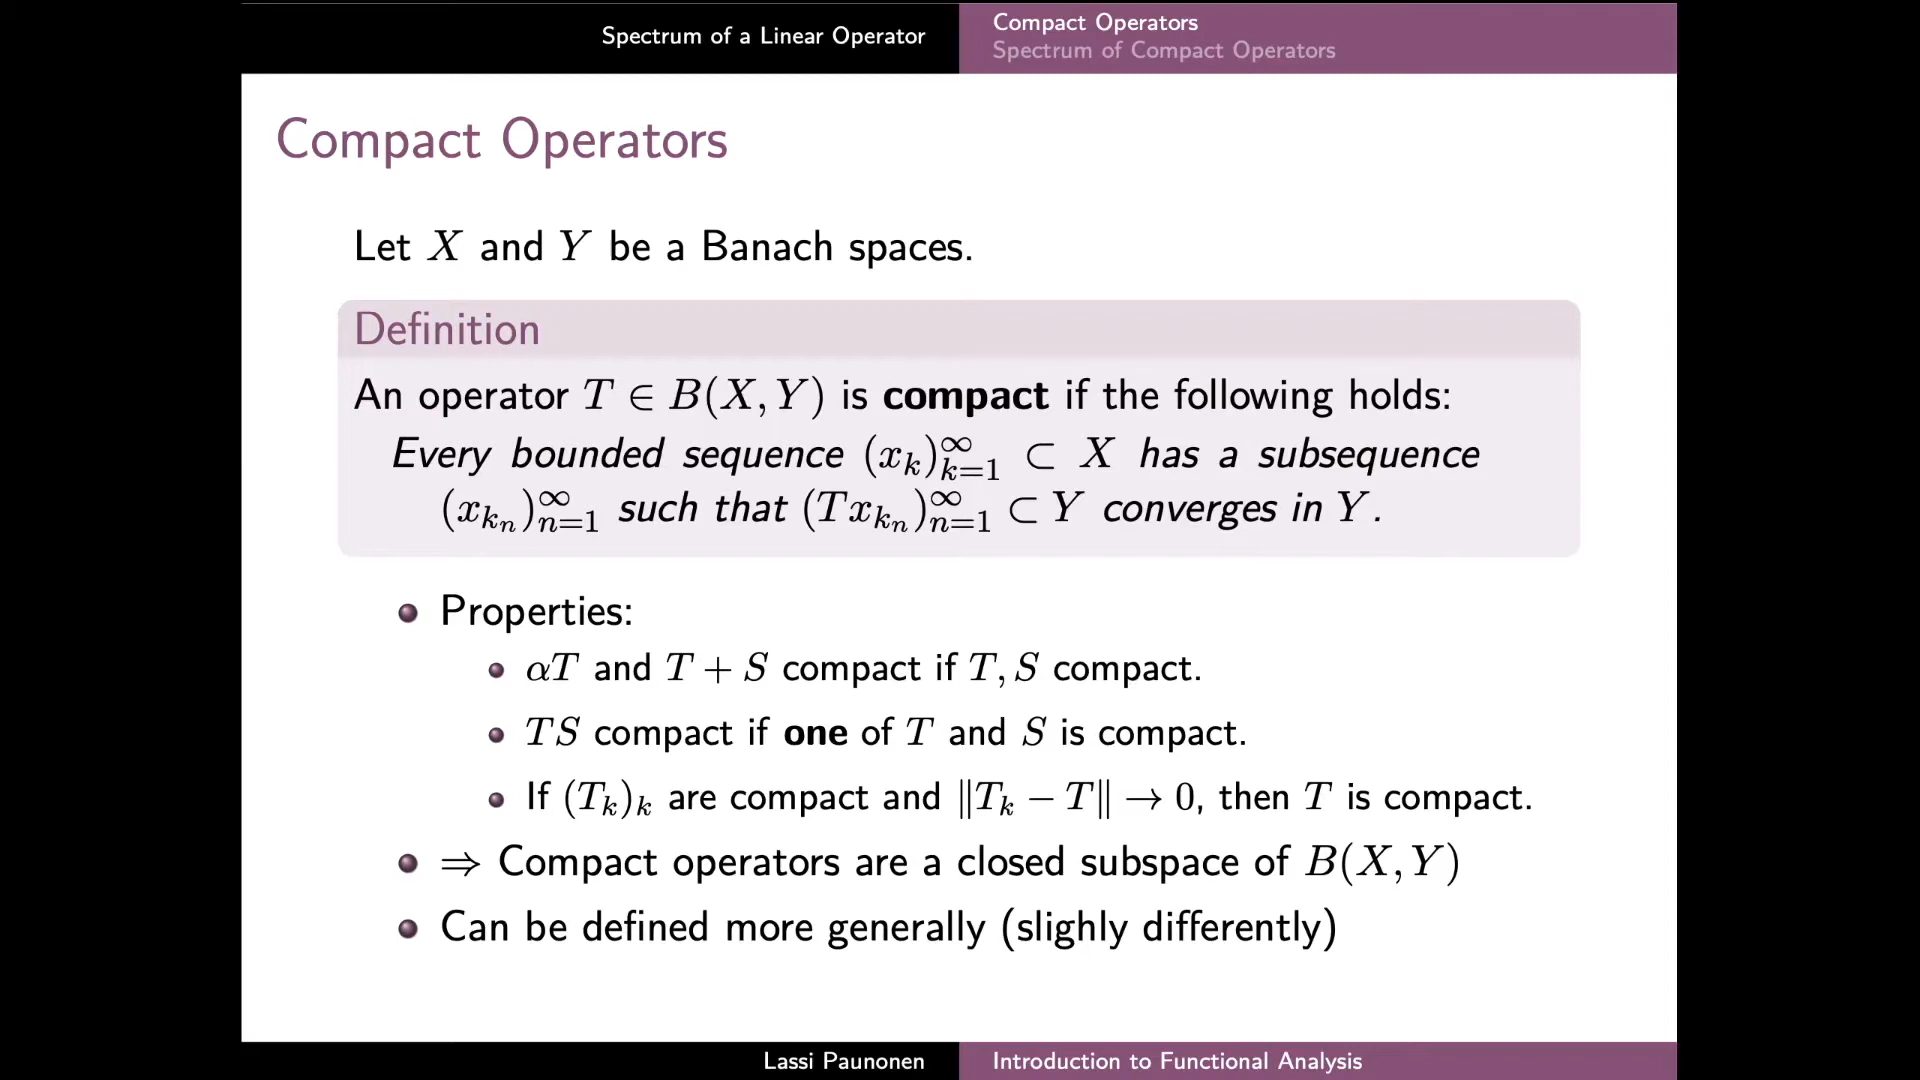 Spectrum of a Linear Operator
Compact Operators
Spectrum of Compact Operators
Compact Operators
Let X and Y be a Banach spaces.
Definition
An operator T ∈ B(X, Y) is compact if the following holds:
Every bounded sequence (x_k)_{k=1}^∞ ⊂ X has a subsequence
(x_{k_n})_{n=1}^∞ such that (Tx_{k_n})_{n=1}^∞ ⊂ Y converges in Y.
Properties:
αT and T + S compact if T, S compact.
TS compact if one of T and S is compact.
If (T_k)_k are compact and ‖T_k − T‖ → 0, then T is compact.
⇒ Compact operators are a closed subspace of B(X, Y)
Can be defined more generally (slighly differently)
Lassi Paunonen
Introduction to Functional Analysis